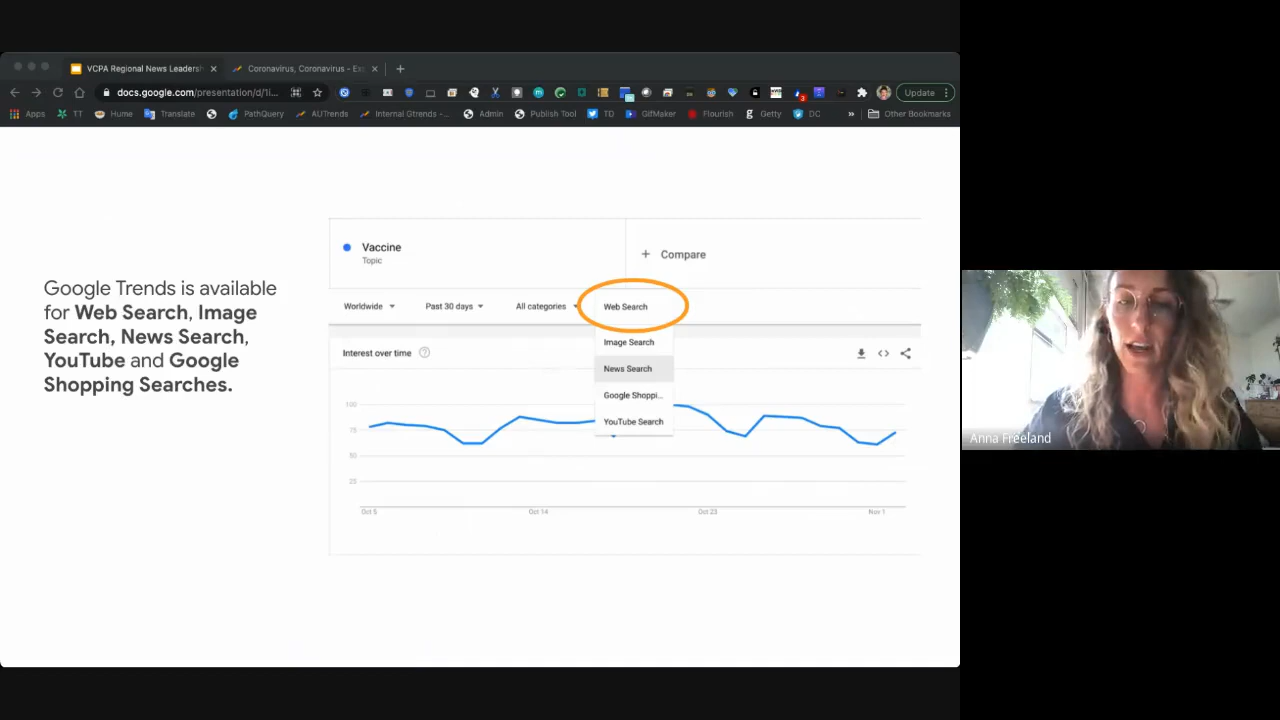 VCPA Regional News Leadersh
Coronavirus, Coronavirus - Ex
docs.google.com/presentation/d/1i...
Update
Apps
TT
Home
Translate
PathQuery
AUTrends
Internal Gtrends -...
Admin
Publish Tool
TD
GifMaker
Flourish
Getty
DC
»
Other Bookmarks
Google Trends is available
for Web Search, Image
Search, News Search,
YouTube and Google
Shopping Searches.
Vaccine
Topic
+ Compare
Worldwide
Past 30 days
All categories
Web Search
Image Search
News Search
Google Shoppi...
YouTube Search
Interest over time
100
75
50
25
Oct 5
Oct 14
Oct 23
Nov 1
Anna Freeland